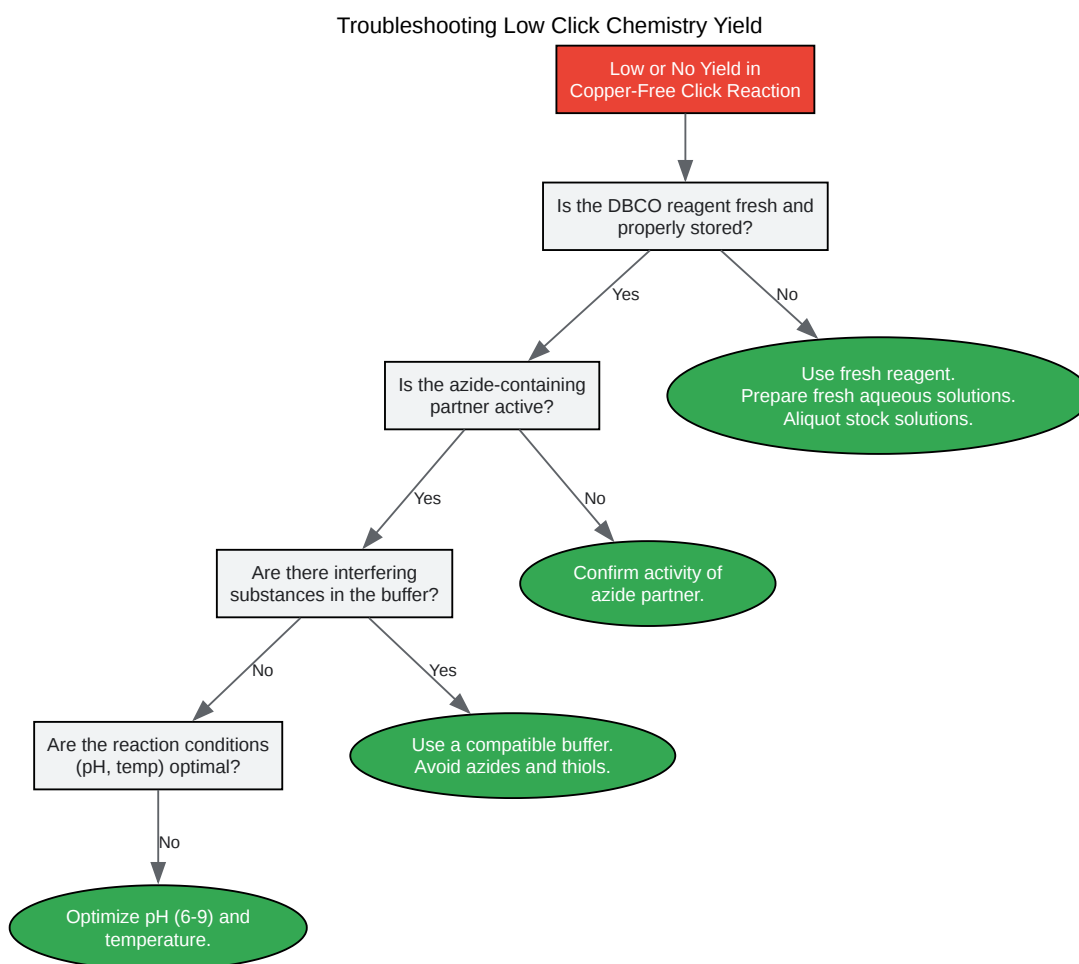 Troubleshooting Low Click Chemistry Yield
Low or No Yield in
Copper-Free Click Reaction
Is the DBCO reagent fresh and
properly stored?
Yes
No
Use fresh reagent.
Prepare fresh aqueous solutions.
Aliquot stock solutions.
Is the azide-containing
partner active?
Yes
No
Confirm activity of
azide partner.
Are there interfering
substances in the buffer?
No
Yes
Use a compatible buffer.
Avoid azides and thiols.
Are the reaction conditions
(pH, temp) optimal?
No
Optimize pH (6-9) and
temperature.